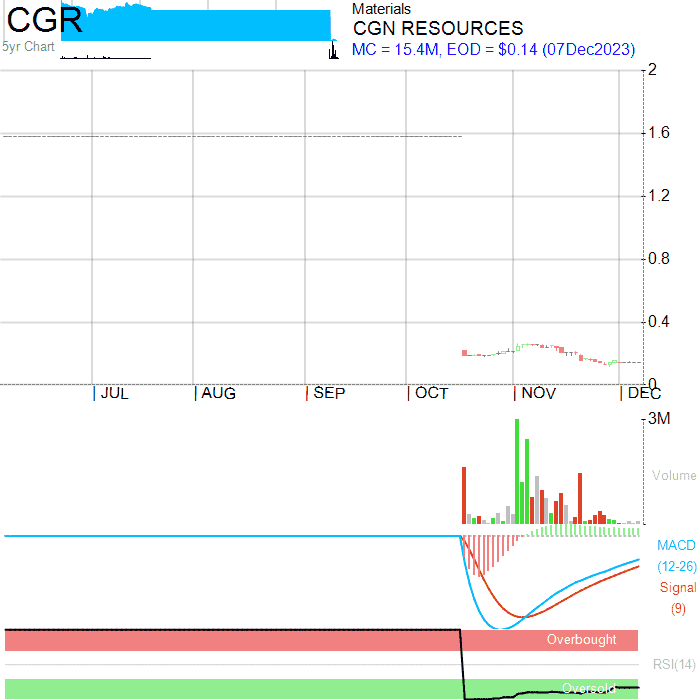 CGR
5yr Chart
Materials
CGN RESOURCES
MC = 15.4M, EOD = $0.14 (07Dec2023)
2
1.6
1.2
0.8
0.4
0
JUL AUG SEP OCT NOV DEC
3M
Volume
MACD
(12-26)
Signal
(9)
Overbought
RSI(14)
Oversold